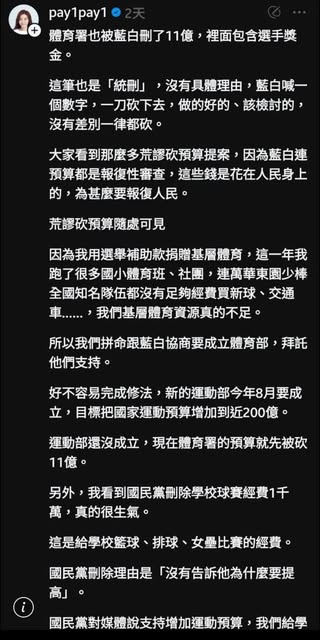 pay1pay1 2天
體育署也被藍白刪了11億，裡面包含選手獎
金。
這筆也是「統刪」，沒有具體理由，藍白喊一
個數字，一刀砍下去，做的好的、該檢討的，
沒有差別一律都砍。
大家看到那麼多荒謬砍預算提案，因為藍白連
預算都是報復性審查，這些錢是花在人民身上
的，為甚麼要報復人民。
荒謬砍預算隨處可見
因為我用選舉補助款捐贈基層體育，這一年我
跑了很多國小體育班、社團，連萬華東園少棒
全國知名隊伍都沒有足夠經費買新球、交通
車......，我們基層體育資源真的不足。
所以我們拼命跟藍白協商要成立體育部，拜託
他們支持。
好不容易完成修法，新的運動部今年8月要成
立，目標把國家運動預算增加到近200億。
運動部還沒成立，現在體育署的預算就先被砍
11億。
另外，我看到國民黨刪除學校球賽經費1千
萬，真的很生氣。
這是給學校籃球、排球、女壘比賽的經費。
國民黨刪除理由是「沒有告訴他為什麼要提
高」。
國民黨對媒體說支持增加運動預算，我們給學